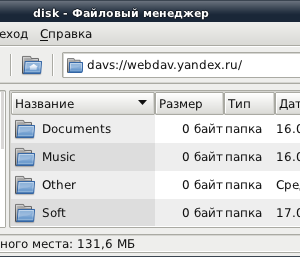 disk - Файловый менеджер
еход Справка
davs://webdav.yandex.ru/
Название Размер Тип Дат
Documents 0 байт папка 16.0
Music 0 байт папка 16.0
Other 0 байт папка Сре
Soft 0 байт папка 17.0
ного места: 131,6 МБ